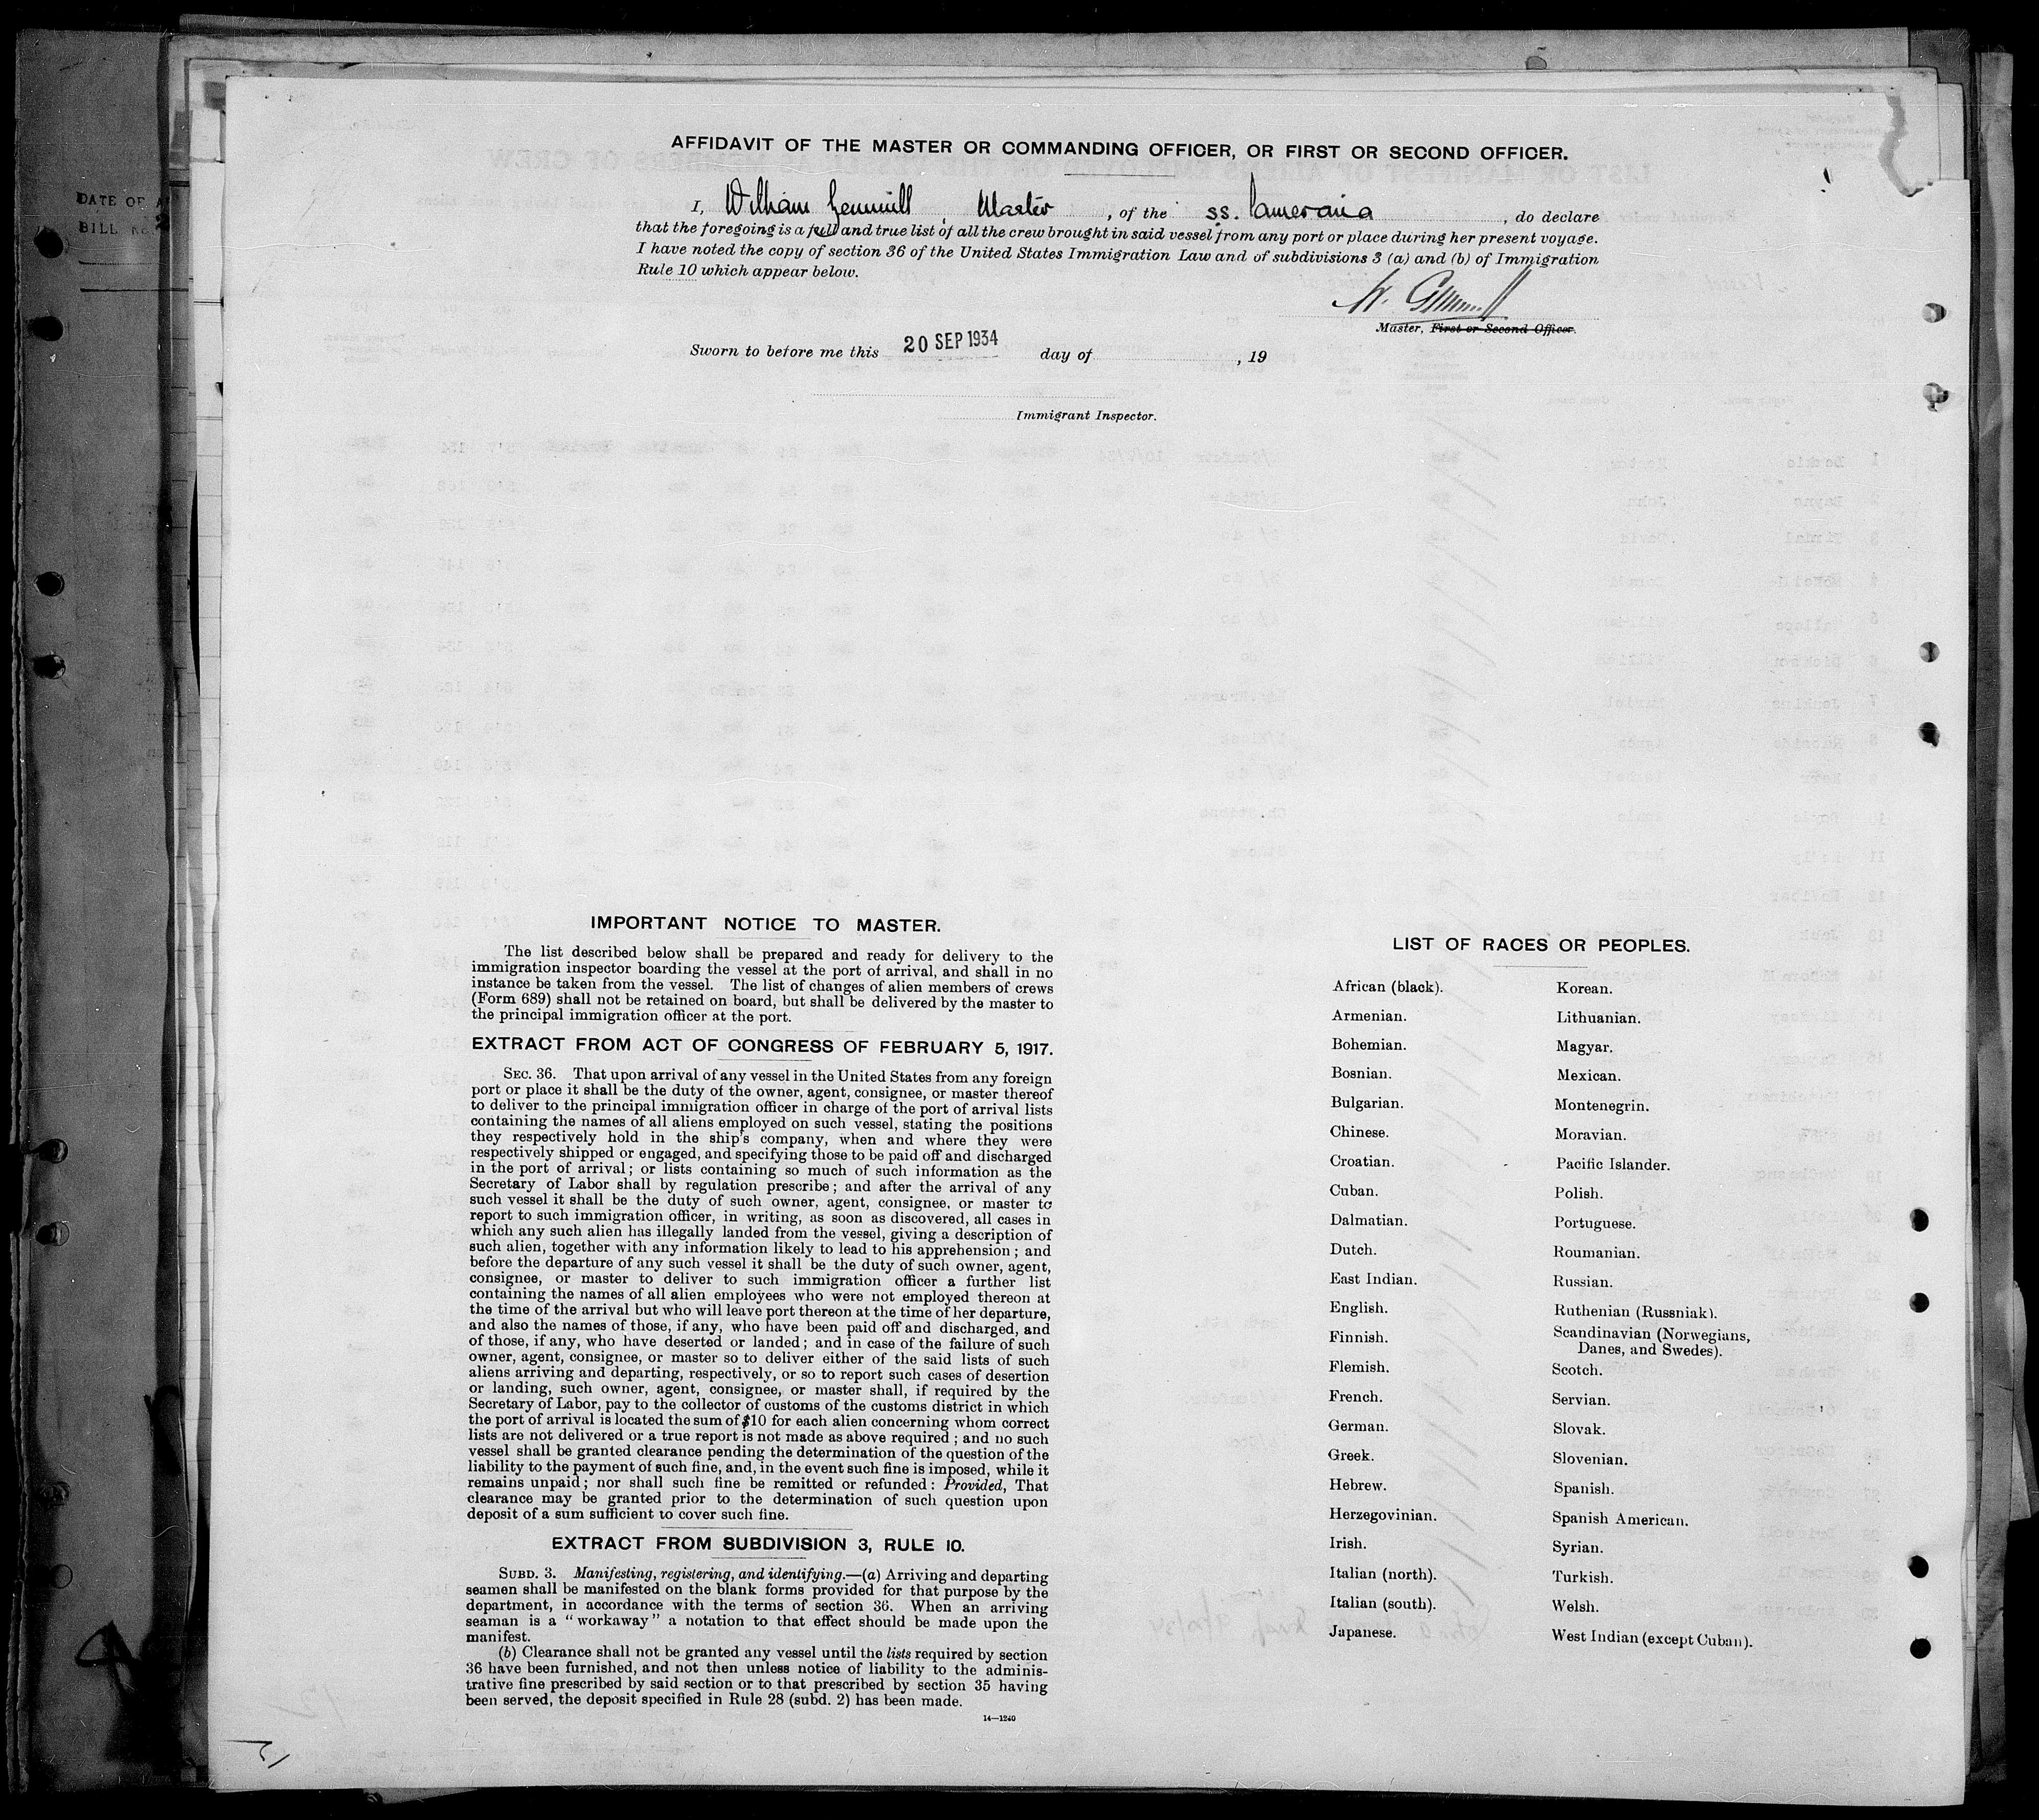 DATE OF A
BILL No. 2
AFFIDAVIT OF THE MASTER OR COMMANDING OFFICER, OR FIRST OR SECOND OFFICER.
I, William Gemmill, Master, of the ss. Cameronia, do declare
that the foregoing is a full and true list of all the crew brought in said vessel from any port or place during her present voyage.
I have noted the copy of section 36 of the United States Immigration Law and of subdivisions 3 (a) and (b) of Immigration
Rule 10 which appear below.
W. Gemmill
Master, First or Second Officer.
Sworn to before me this 20 SEP 1934 day of , 19
Immigrant Inspector.
IMPORTANT NOTICE TO MASTER.
The list described below shall be prepared and ready for delivery to the
immigration inspector boarding the vessel at the port of arrival, and shall in no
instance be taken from the vessel. The list of changes of alien members of crews
(Form 689) shall not be retained on board, but shall be delivered by the master to
the principal immigration officer at the port.
EXTRACT FROM ACT OF CONGRESS OF FEBRUARY 5, 1917.
SEC. 36. That upon arrival of any vessel in the United States from any foreign
port or place it shall be the duty of the owner, agent, consignee, or master thereof
to deliver to the principal immigration officer in charge of the port of arrival lists
containing the names of all aliens employed on such vessel, stating the positions
they respectively hold in the ship's company, when and where they were
respectively shipped or engaged, and specifying those to be paid off and discharged
in the port of arrival; or lists containing so much of such information as the
Secretary of Labor shall by regulation prescribe; and after the arrival of any
such vessel it shall be the duty of such owner, agent, consignee, or master to
report to such immigration officer, in writing, as soon as discovered, all cases in
which any such alien has illegally landed from the vessel, giving a description of
such alien, together with any information likely to lead to his apprehension; and
before the departure of any such vessel it shall be the duty of such owner, agent,
consignee, or master to deliver to such immigration officer a further list
containing the names of all alien employees who were not employed thereon at
the time of the arrival but who will leave port thereon at the time of her departure,
and also the names of those, if any, who have been paid off and discharged, and
of those, if any, who have deserted or landed; and in case of the failure of such
owner, agent, consignee, or master so to deliver either of the said lists of such
aliens arriving and departing, respectively, or so to report such cases of desertion
or landing, such owner, agent, consignee, or master shall, if required by the
Secretary of Labor, pay to the collector of customs of the customs district in which
the port of arrival is located the sum of $10 for each alien concerning whom correct
lists are not delivered or a true report is not made as above required; and no such
vessel shall be granted clearance pending the determination of the question of the
liability to the payment of such fine, and, in the event such fine is imposed, while it
remains unpaid; nor shall such fine be remitted or refunded: Provided, That
clearance may be granted prior to the determination of such question upon
deposit of a sum sufficient to cover such fine.
EXTRACT FROM SUBDIVISION 3, RULE 10.
SUBD. 3. Manifesting, registering, and identifying.—(a) Arriving and departing
seamen shall be manifested on the blank forms provided for that purpose by the
department, in accordance with the terms of section 36. When an arriving
seaman is a "workaway" a notation to that effect should be made upon the
manifest.
(b) Clearance shall not be granted any vessel until the lists required by section
36 have been furnished, and not then unless notice of liability to the adminis-
trative fine prescribed by said section or to that prescribed by section 35 having
been served, the deposit specified in Rule 28 (subd. 2) has been made.
14—1240
LIST OF RACES OR PEOPLES.
African (black).
Armenian.
Bohemian.
Bosnian.
Bulgarian.
Chinese.
Croatian.
Cuban.
Dalmatian.
Dutch.
East Indian.
English.
Finnish.
Flemish.
French.
German.
Greek.
Hebrew.
Herzegovinian.
Irish.
Italian (north).
Italian (south).
Japanese.
Korean.
Lithuanian.
Magyar.
Mexican.
Montenegrin.
Moravian.
Pacific Islander.
Polish.
Portuguese.
Roumanian.
Russian.
Ruthenian (Russniak).
Scandinavian (Norwegians,
Danes, and Swedes).
Scotch.
Servian.
Slovak.
Slovenian.
Spanish.
Spanish American.
Syrian.
Turkish.
Welsh.
West Indian (except Cuban).